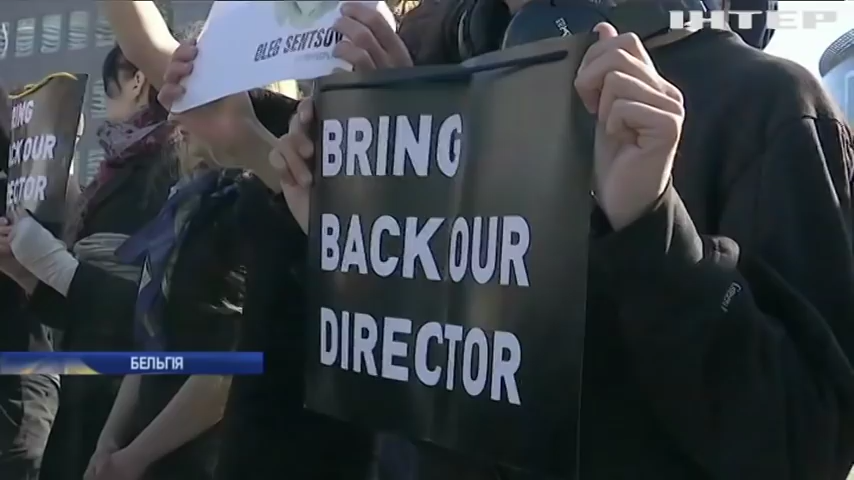 ІНТЕР
OLEG SENTSOV
BRING
BACK OUR
DIRECTOR
BRING
BACK OUR
DIRECTOR
БЕЛЬГІЯ